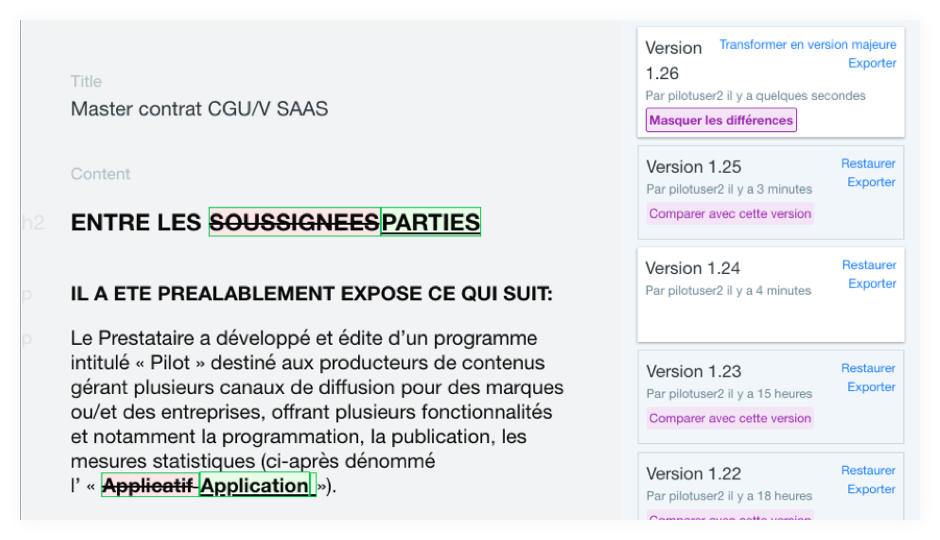 Title
Master contrat CGU/V SAAS
Content
h2
ENTRE LES SOUSSIGNEESPARTIES
p
IL A ETE PREALABLEMENT EXPOSE CE QUI SUIT:
p
Le Prestataire a développé et édite d’un programme
intitulé « Pilot » destiné aux producteurs de contenus
gérant plusieurs canaux de diffusion pour des marques
ou/et des entreprises, offrant plusieurs fonctionnalités
et notamment la programmation, la publication, les
mesures statistiques (ci-après dénommé
l’ « Applicatif Application »).
Version 1.26
Transformer en version majeure
Exporter
Par pilotuser2 il y a quelques secondes
Masquer les différences
Version 1.25
Restaurer
Exporter
Par pilotuser2 il y a 3 minutes
Comparer avec cette version
Version 1.24
Restaurer
Exporter
Par pilotuser2 il y a 4 minutes
Version 1.23
Restaurer
Exporter
Par pilotuser2 il y a 15 heures
Comparer avec cette version
Version 1.22
Restaurer
Exporter
Par pilotuser2 il y a 18 heures
Comparer avec cette version